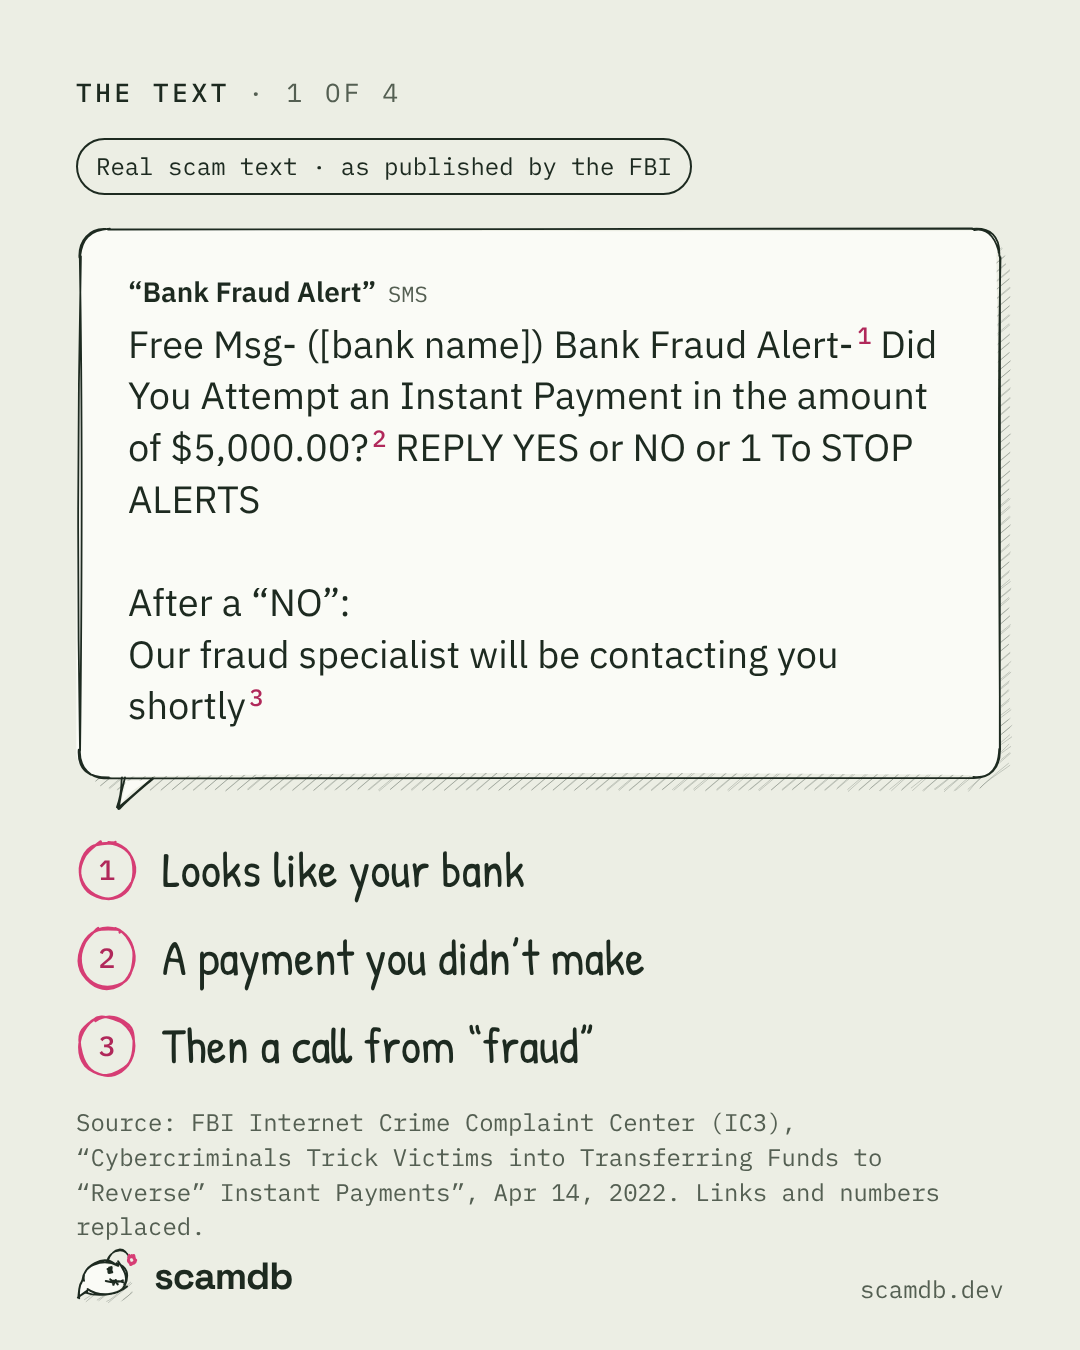 THE TEXT · 1 OF 4
Real scam text · as published by the FBI
“Bank Fraud Alert” SMS
Free Msg- ([bank name]) Bank Fraud Alert-1 Did
You Attempt an Instant Payment in the amount
of $5,000.00?2 REPLY YES or NO or 1 To STOP
ALERTS
After a “NO”:
Our fraud specialist will be contacting you
shortly3
1 Looks like your bank
2 A payment you didn’t make
3 Then a call from “fraud”
Source: FBI Internet Crime Complaint Center (IC3),
“Cybercriminals Trick Victims into Transferring Funds to
“Reverse” Instant Payments”, Apr 14, 2022. Links and numbers
replaced.
scamdb
scamdb.dev